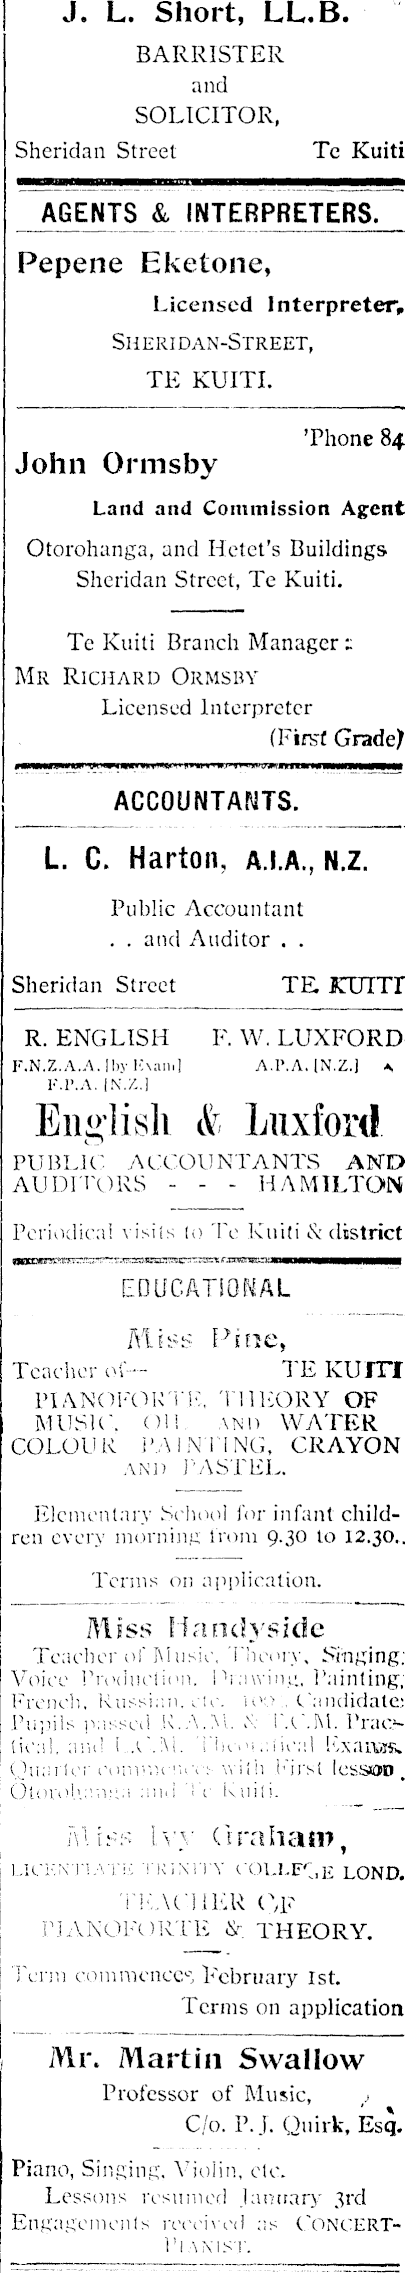 J. L. Short, LL.B.
BARRISTER
and
SOLICITOR,
Sheridan Street Te Kuiti
AGENTS & INTERPRETERS.
Pepene Eketone,
Licensed Interpreter,
SHERIDAN-STREET,
TE KUITI.
'Phone 84
John Ormsby
Land and Commission Agent
Otorohanga, and Hetet's Buildings
Sheridan Street, Te Kuiti.
Te Kuiti Branch Manager:
MR RICHARD ORMSBY
Licensed Interpreter
(First Grade)
ACCOUNTANTS.
L. C. Harton, A.I.A., N.Z.
Public Accountant
. . and Auditor . .
Sheridan Street TE KUITI
R. ENGLISH F. W. LUXFORD
F.N.Z.A.A. [by Exam] A.P.A. [N.Z.]
F.P.A. [N.Z.]
English & Luxford
PUBLIC ACCOUNTANTS AND
AUDITORS - - - HAMILTON
Periodical visits to Te Kuiti & district
EDUCATIONAL
Miss Pine,
Teacher of— TE KUITI
PIANOFORTE, THEORY OF
MUSIC, OIL AND WATER
COLOUR PAINTING, CRAYON
AND PASTEL.
Elementary School for infant child-
ren every morning from 9.30 to 12.30.
Terms on application.
Miss Handyside
Teacher of Music, Theory, Singing;
Voice Production, Drawing, Painting;
French, Russian, etc. Candidate
Pupils passed R.A.M. & T.C.M. Prac-
tical, and L.C.M. Theoretical Exams.
Quarter commences with First lesson
Otorohanga and Te Kuiti.
Miss Ivy Graham,
LICENTIATE TRINITY COLLEGE LOND.
TEACHER OF
PIANOFORTE & THEORY.
Term commences February 1st.
Terms on application
Mr. Martin Swallow
Professor of Music,
C/o. P. J. Quirk, Esq.
Piano, Singing, Violin, etc.
Lessons resumed January 3rd
Engagements received as CONCERT-
PIANIST.